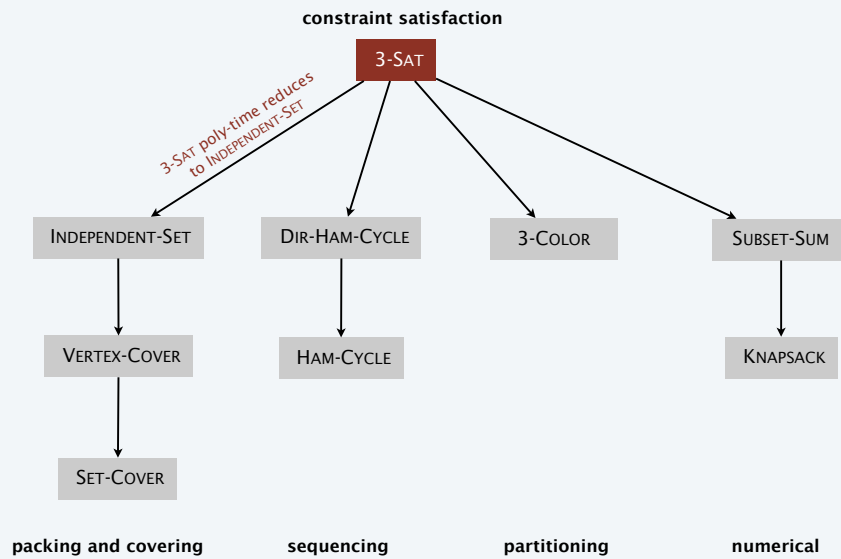 constraint satisfaction
3-SAT
3-SAT poly-time reduces
to INDEPENDENT-SET
INDEPENDENT-SET
DIR-HAM-CYCLE
3-COLOR
SUBSET-SUM
VERTEX-COVER
HAM-CYCLE
KNAPSACK
SET-COVER
packing and covering
sequencing
partitioning
numerical